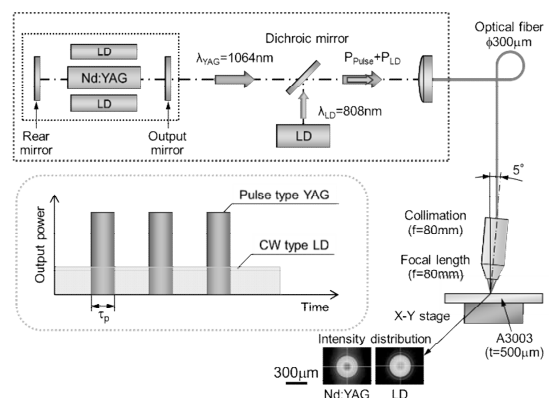 Optical fiber
ϕ300μm
LD
Nd:YAG
LD
λYAG=1064nm
Dichroic mirror
PPulse+PLD
λLD=808nm
LD
Rear
mirror
Output
mirror
5°
Pulse type YAG
CW type LD
Output power
Time
τp
Collimation
(f=80mm)
Focal length
(f=80mm)
X-Y stage
A3003
(t=500μm)
Intensity distribution
300μm
Nd:YAG
LD